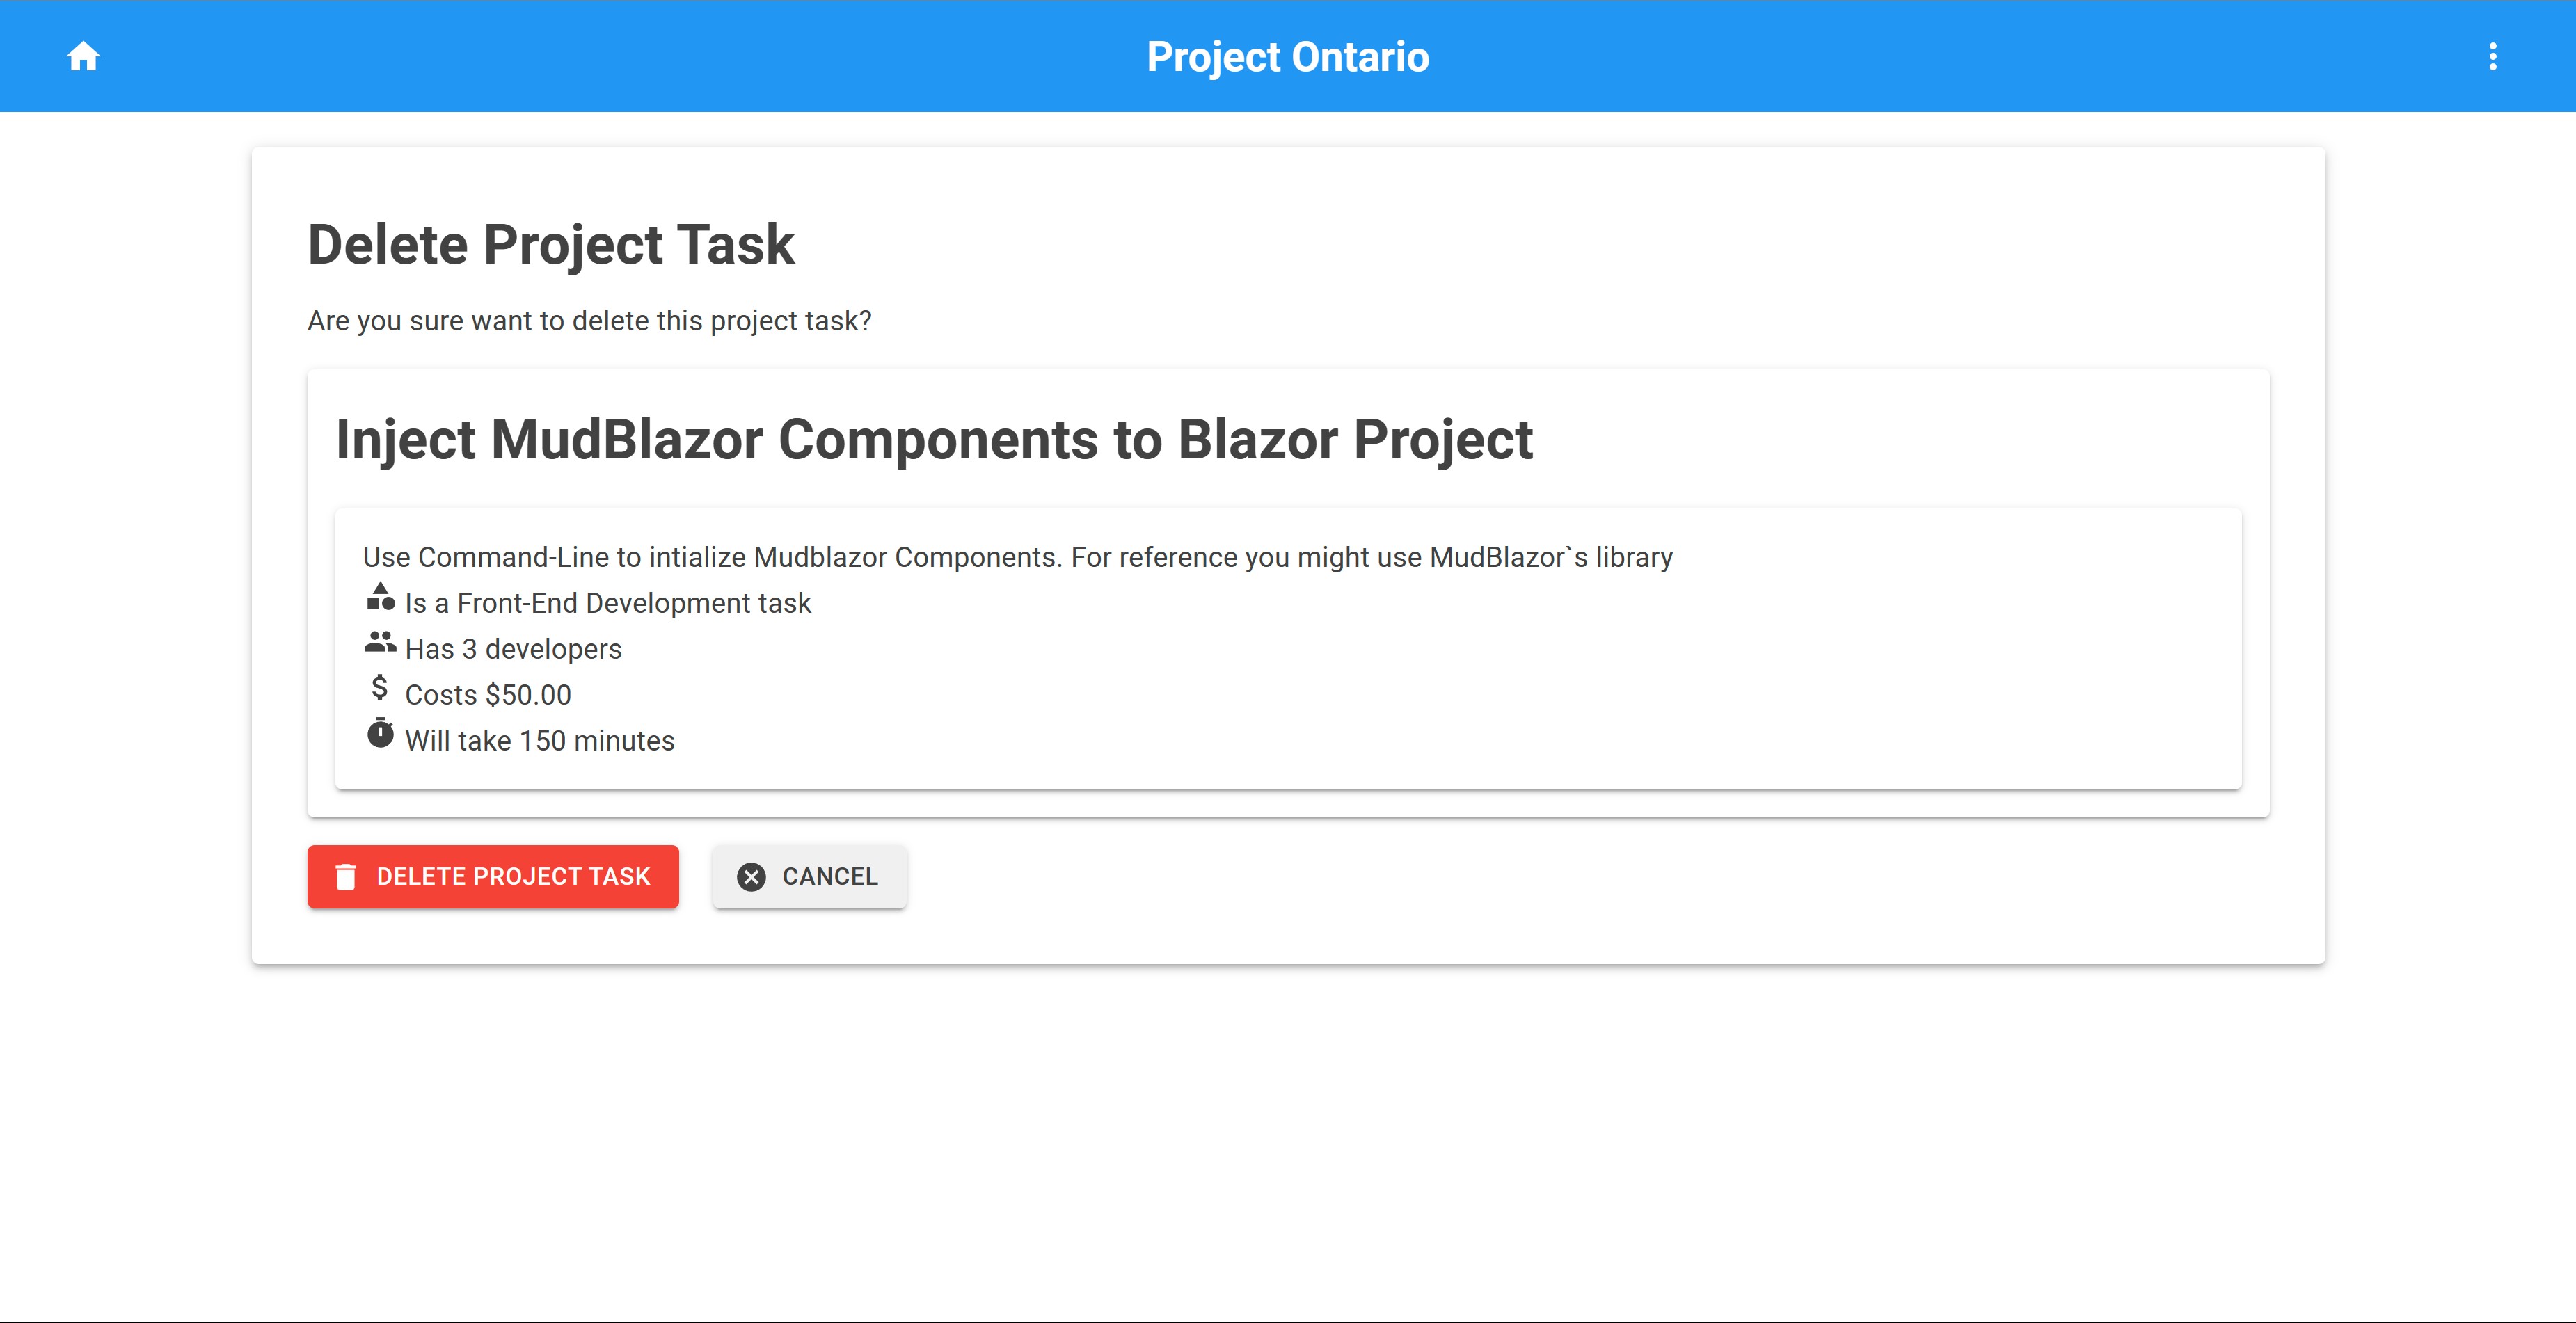 Project Ontario
Delete Project Task
Are you sure want to delete this project task?
Inject MudBlazor Components to Blazor Project
Use Command-Line to intialize Mudblazor Components. For reference you might use MudBlazor`s library
Is a Front-End Development task
Has 3 developers
Costs $50.00
Will take 150 minutes
DELETE PROJECT TASK
CANCEL